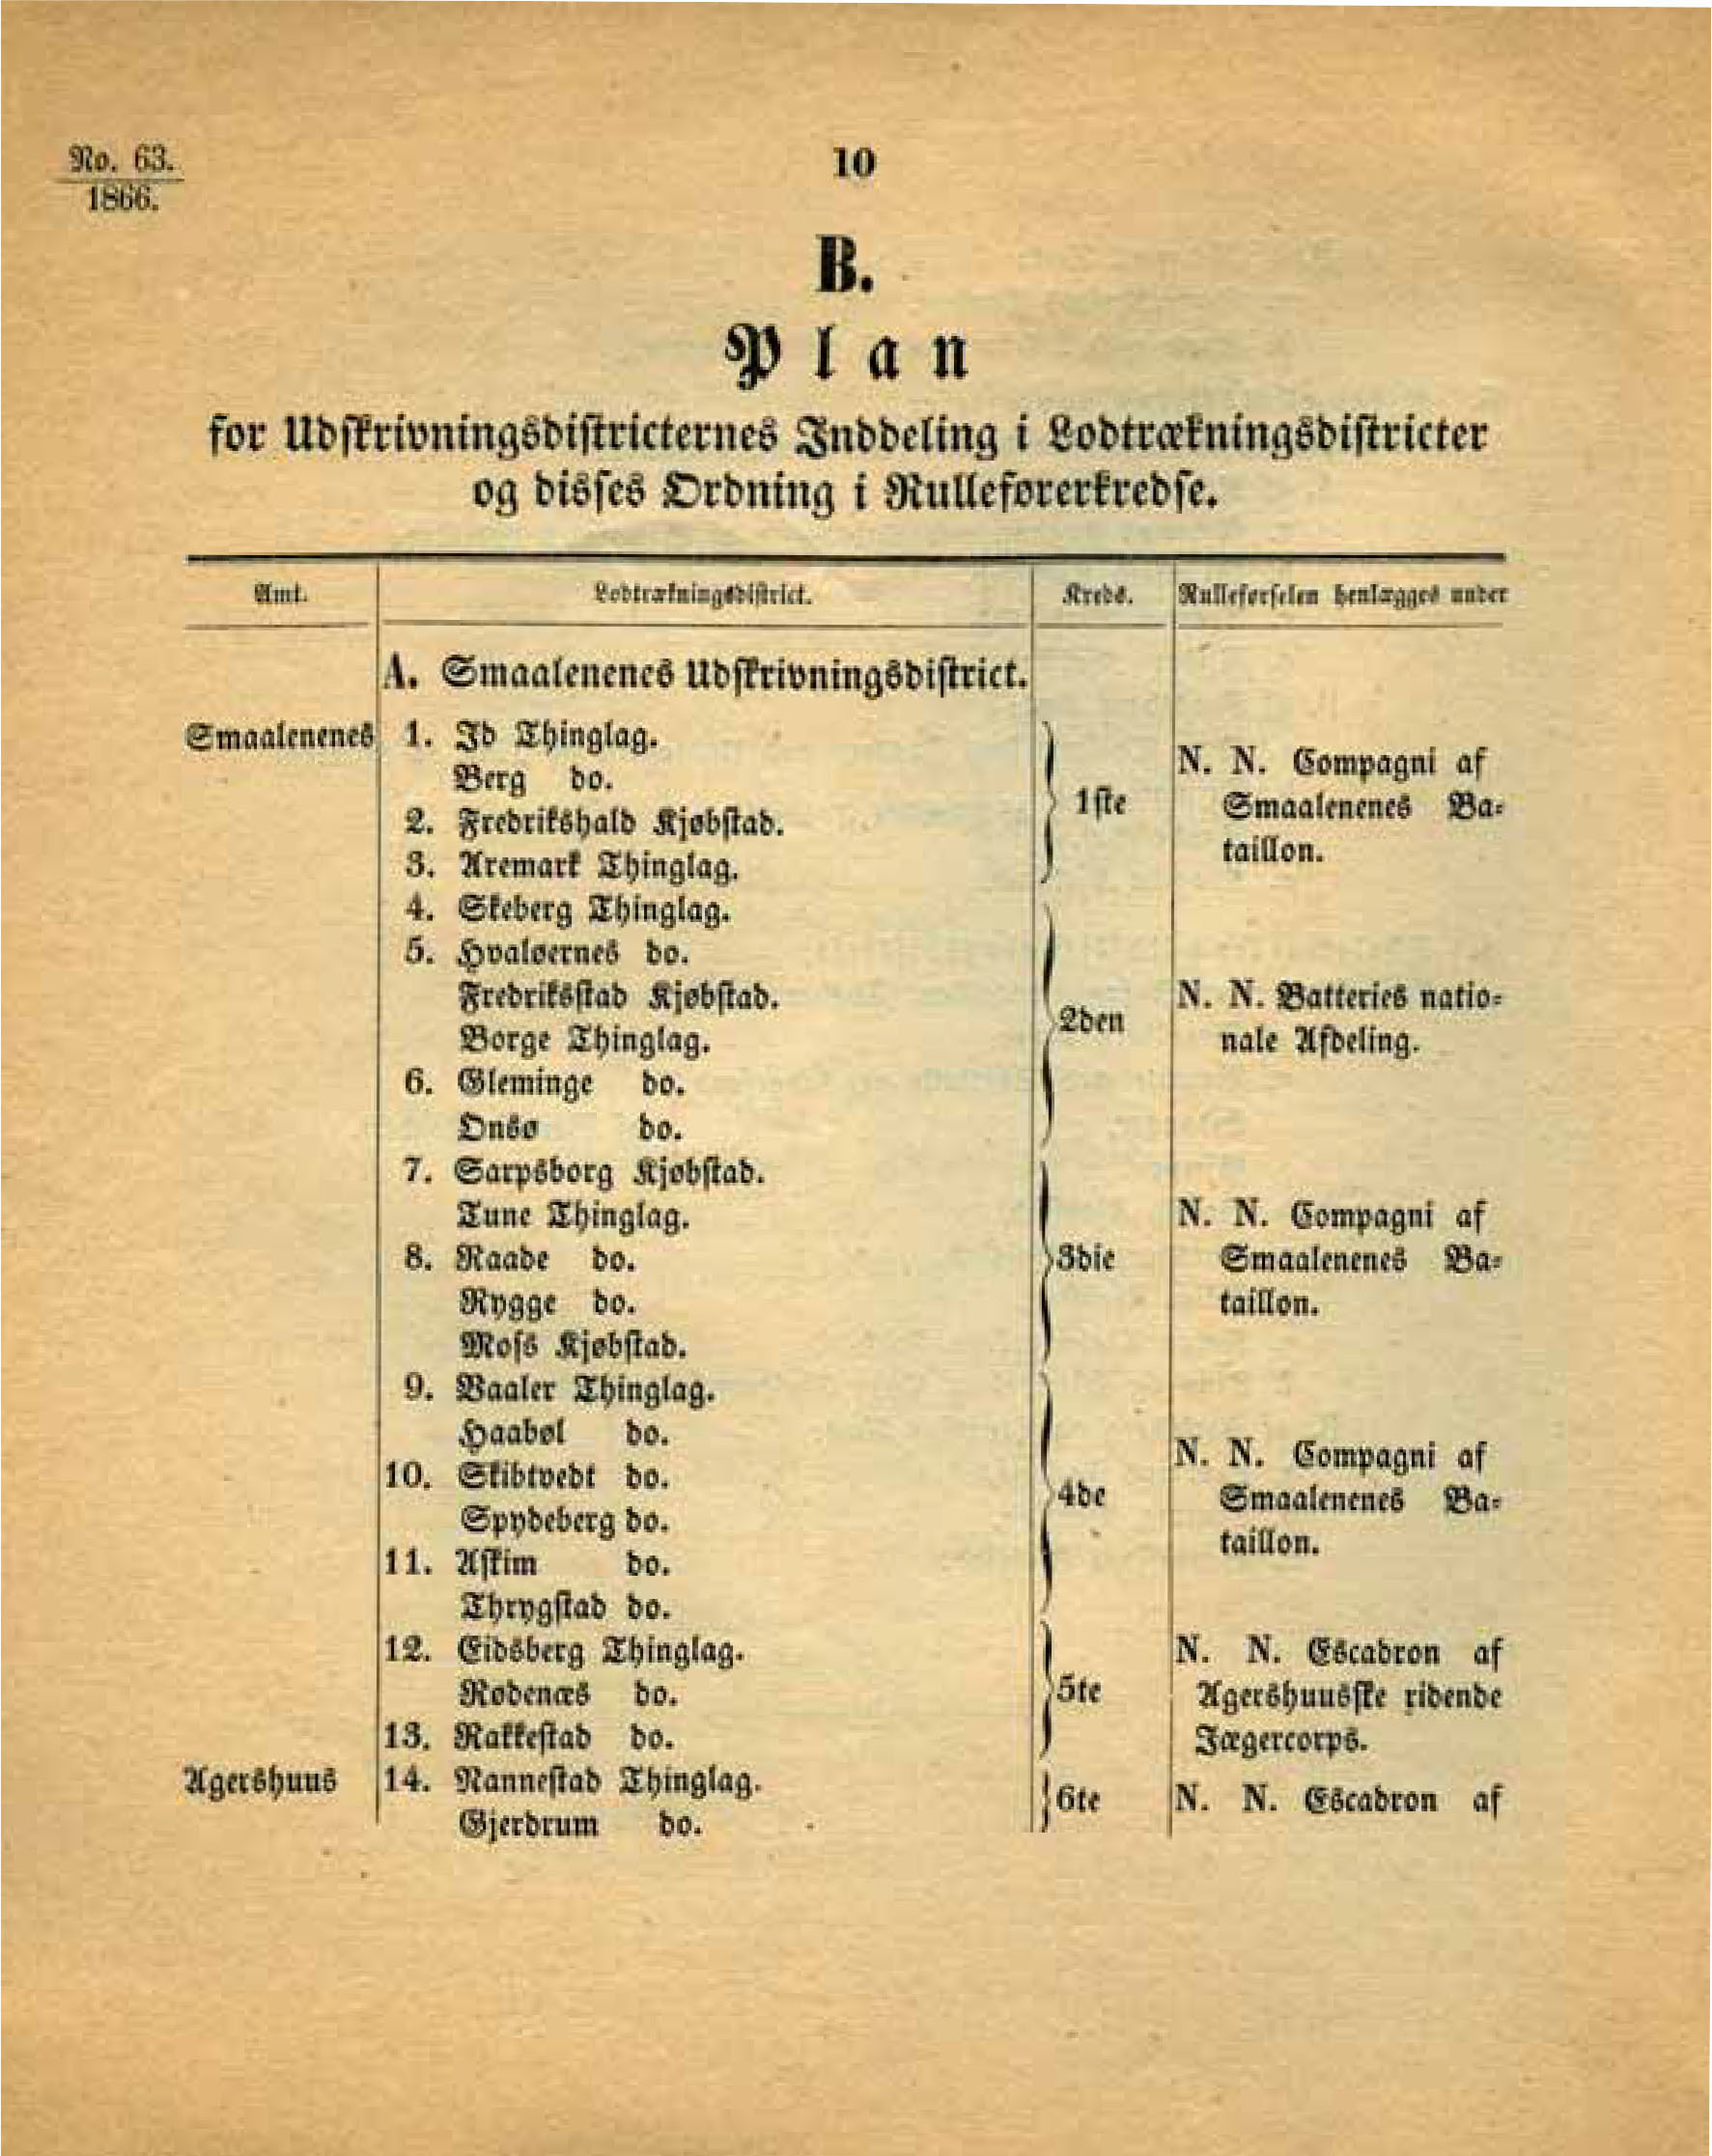 No. 63.
1866.
10
B.
Plan
for Udskrivningsdistricternes Inddeling i Lodtrækningsdistricter
og disses Ordning i Rulleførerkredse.
Amt. Lodtrækningsdistrict. Kreds. Rulleførselen henlægges under
A. Smaalenenes Udskrivningsdistrict.
Smaalenenes 1. Id Thinglag.
Berg do.
2. Fredrikshald Kjøbstad.
3. Aremark Thinglag.
1ste
N. N. Compagni af
Smaalenenes Ba-
taillon.
4. Skeberg Thinglag.
5. Hvaløernes do.
Fredriksstad Kjøbstad.
Borge Thinglag.
6. Gleminge do.
Onsø do.
2den
N. N. Batteries natio-
nale Afdeling.
7. Sarpsborg Kjøbstad.
Tune Thinglag.
8. Raade do.
Rygge do.
Moss Kjøbstad.
3die
N. N. Compagni af
Smaalenenes Ba-
taillon.
9. Vaaler Thinglag.
Haabøl do.
10. Skibtvedt do.
Spydeberg do.
11. Askim do.
Thrygstad do.
4de
N. N. Compagni af
Smaalenenes Ba-
taillon.
12. Eidsberg Thinglag.
Rødenæs do.
13. Rakkestad do.
5te
N. N. Escadron af
Agershuusske ridende
Jægercorps.
Agershuus 14. Nannestad Thinglag.
Gjerdrum do.
6te
N. N. Escadron af